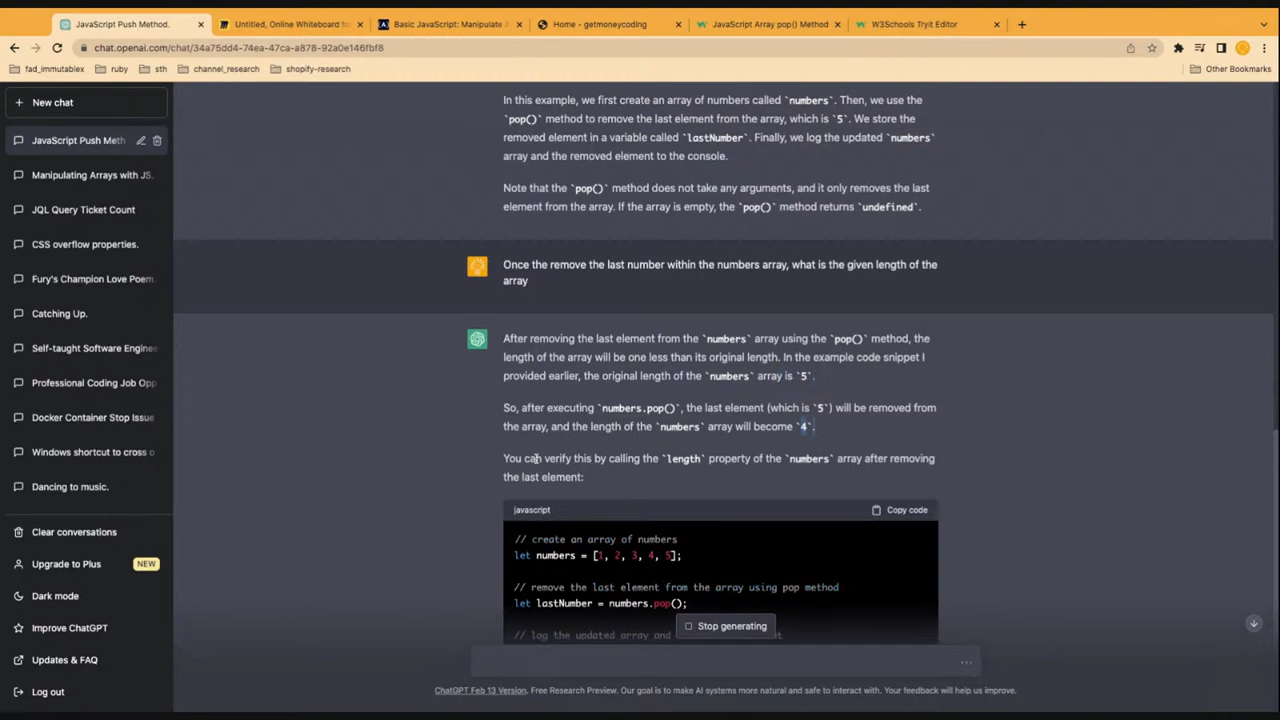 JavaScript Push Method.
Untitled, Online Whiteboard fo
Basic JavaScript: Manipulate A
Home - getmoneycoding
JavaScript Array pop() Method
W3Schools Tryit Editor
chat.openai.com/chat/34a75dd4-74ea-47ca-a878-92a0e146fbf8
fad_immutablex
ruby
sth
channel_research
shopify-research
Other Bookmarks
New chat
JavaScript Push Meth
Manipulating Arrays with JS.
JQL Query Ticket Count
CSS overflow properties.
Fury's Champion Love Poem.
Catching Up.
Self-taught Software Enginee
Professional Coding Job Opp
Docker Container Stop Issue
Windows shortcut to cross o
Dancing to music.
Clear conversations
Upgrade to Plus NEW
Dark mode
Improve ChatGPT
Updates & FAQ
Log out
In this example, we first create an array of numbers called `numbers`. Then, we use the
`pop()` method to remove the last element from the array, which is `5`. We store the
removed element in a variable called `lastNumber`. Finally, we log the updated `numbers`
array and the removed element to the console.
Note that the `pop()` method does not take any arguments, and it only removes the last
element from the array. If the array is empty, the `pop()` method returns `undefined`.
Once the remove the last number within the numbers array, what is the given length of the
array
After removing the last element from the `numbers` array using the `pop()` method, the
length of the array will be one less than its original length. In the example code snippet I
provided earlier, the original length of the `numbers` array is `5`.
So, after executing `numbers.pop()`, the last element (which is `5`) will be removed from
the array, and the length of the `numbers` array will become `4`.
You can verify this by calling the `length` property of the `numbers` array after removing
the last element:
javascript
Copy code
// create an array of numbers
let numbers = [1, 2, 3, 4, 5];
// remove the last element from the array using pop method
let lastNumber = numbers.pop();
// log the updated array and
Stop generating
ChatGPT Feb 13 Version. Free Research Preview. Our goal is to make AI systems more natural and safe to interact with. Your feedback will help us improve.